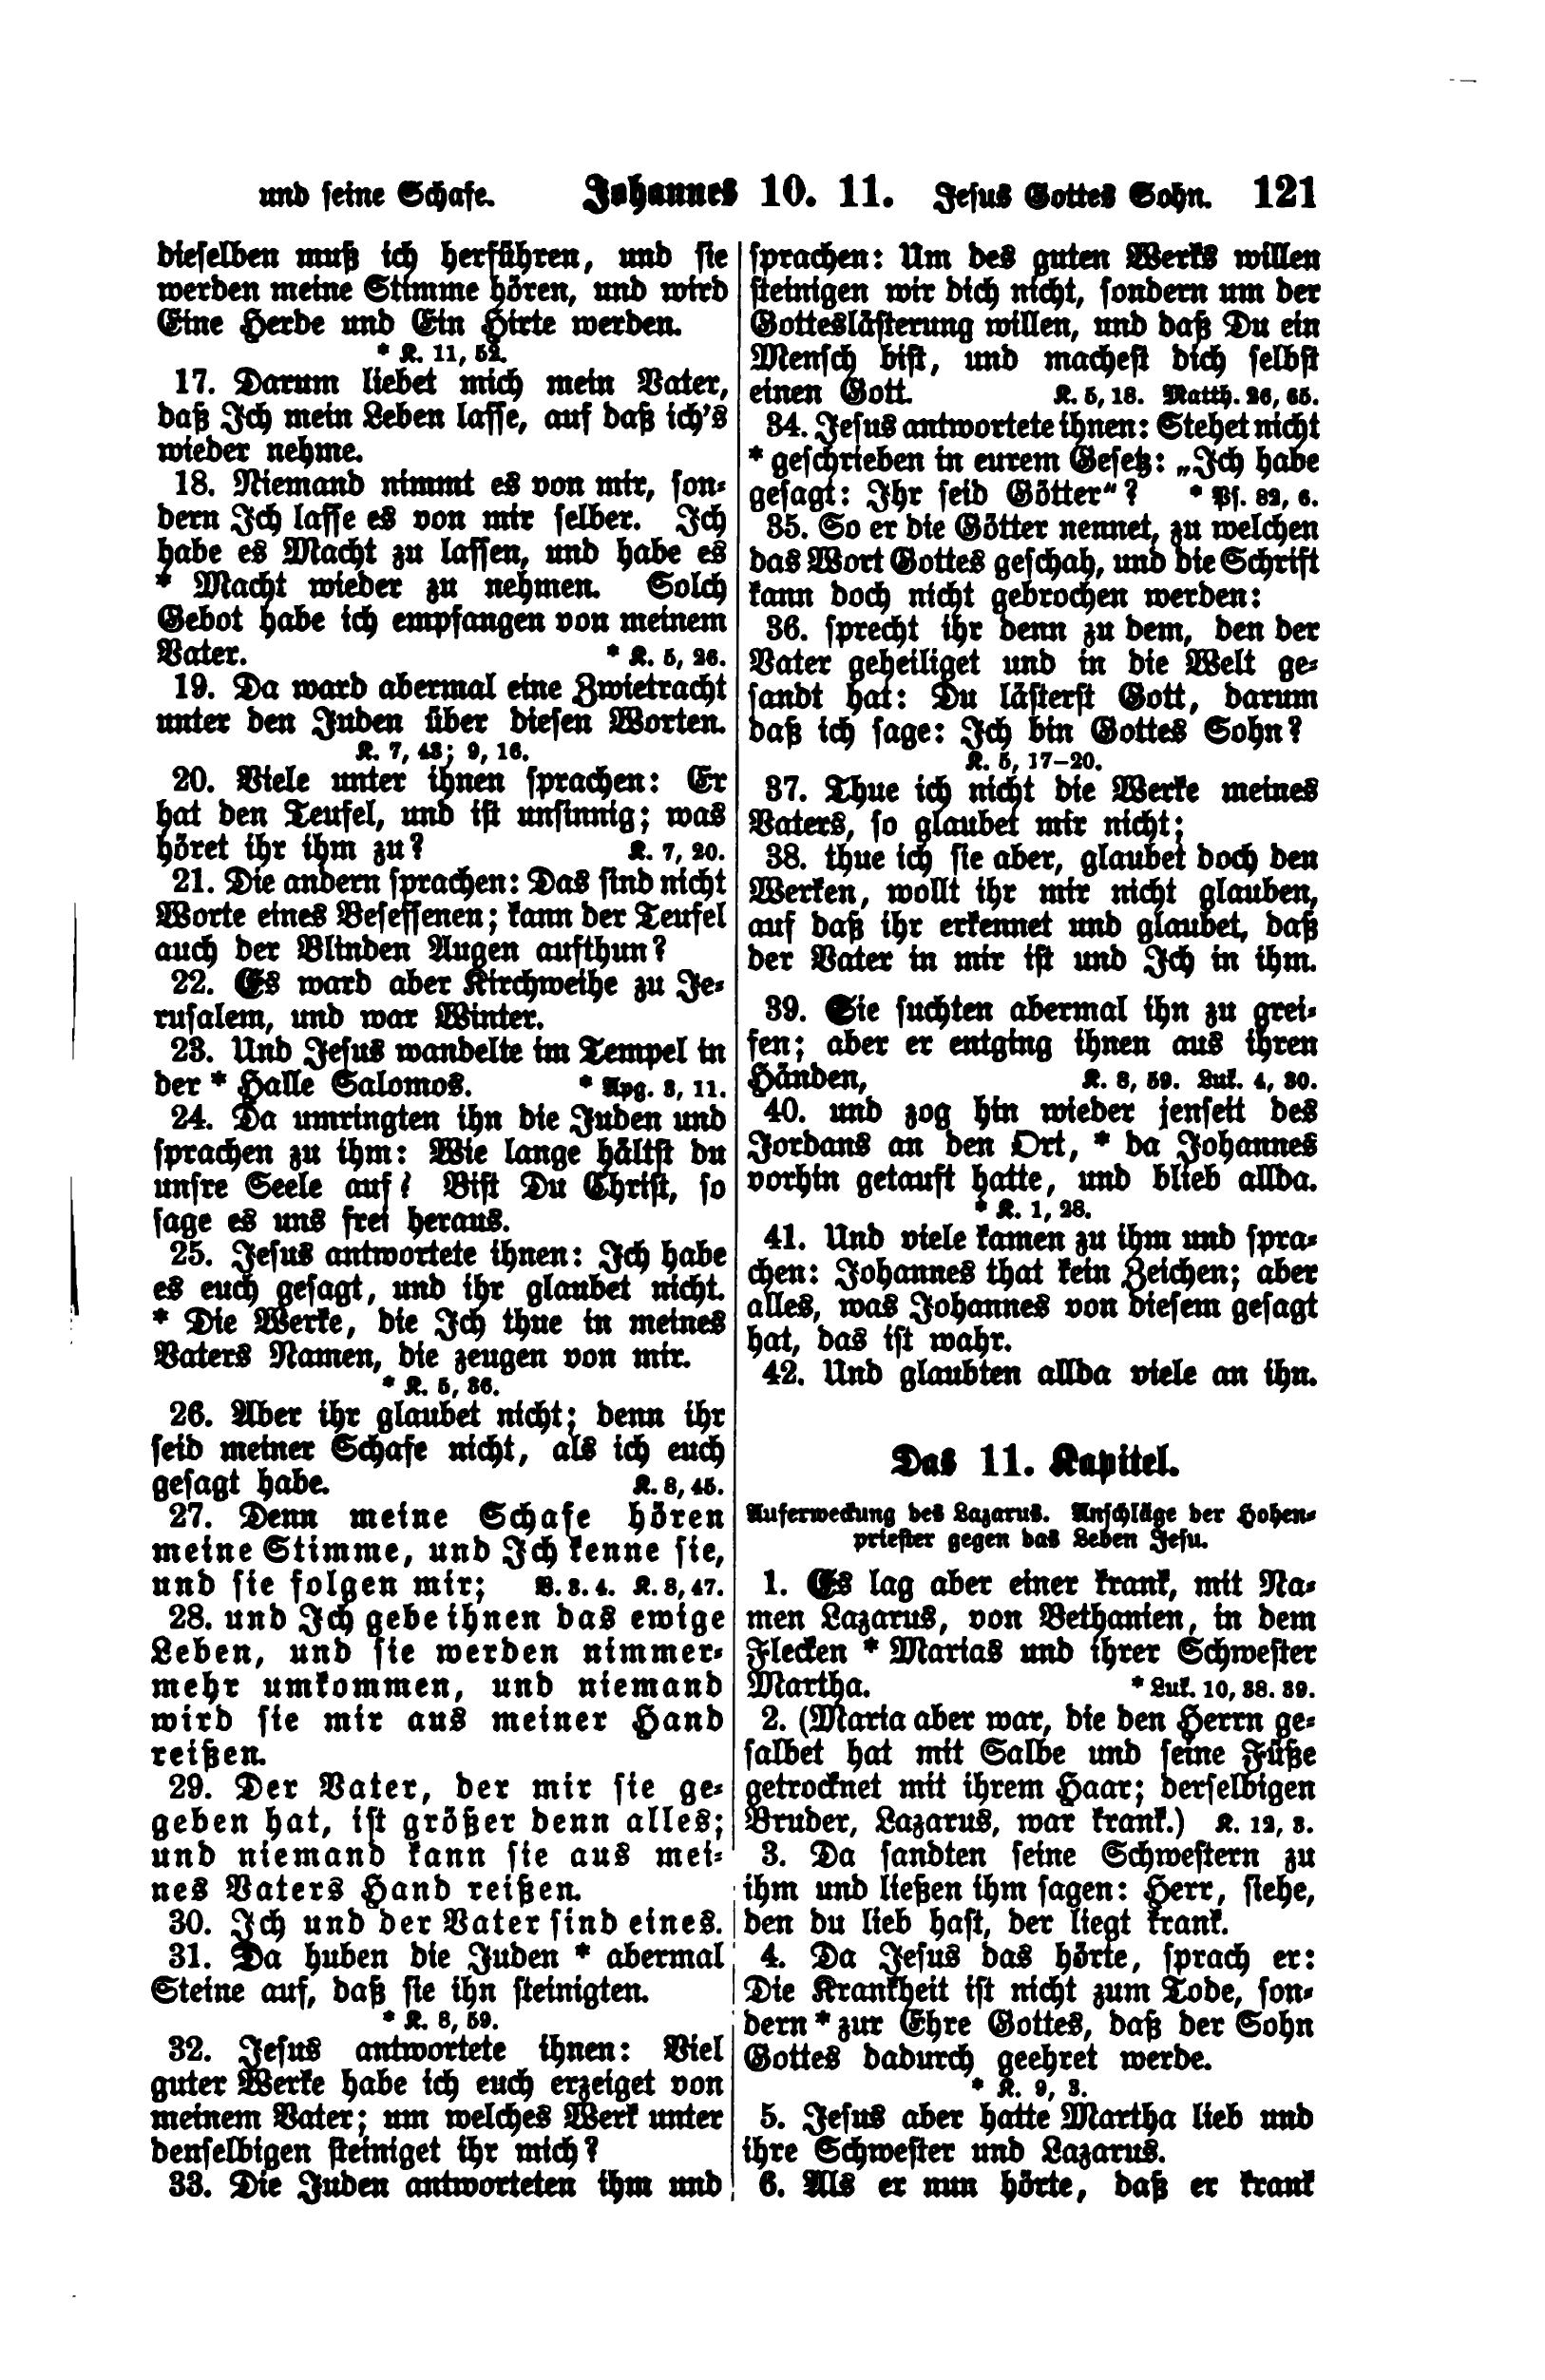 und seine Schafe. Johannes 10. 11. Jesus Gottes Sohn. 121
dieselben muß ich herführen, und sie
werden meine Stimme hören, und wird
Eine Herde und Ein Hirte werden.
* K. 11, 52.
17. Darum liebet mich mein Vater,
daß Ich mein Leben lasse, auf daß ich's
wieder nehme.
18. Niemand nimmt es von mir, son-
dern Ich lasse es von mir selber. Ich
habe es Macht zu lassen, und habe es
* Macht wieder zu nehmen. Solch
Gebot habe ich empfangen von meinem
Vater. * K. 5, 26.
19. Da ward abermal eine Zwietracht
unter den Juden über diesen Worten.
K. 7, 43; 9, 16.
20. Viele unter ihnen sprachen: Er
hat den Teufel, und ist unsinnig; was
höret ihr ihm zu? K. 7, 20.
21. Die andern sprachen: Das sind nicht
Worte eines Besessenen; kann der Teufel
auch der Blinden Augen aufthun?
22. Es ward aber Kirchweihe zu Je-
rusalem, und war Winter.
23. Und Jesus wandelte im Tempel in
der * Halle Salomos. * Apg. 3, 11.
24. Da umringten ihn die Juden und
sprachen zu ihm: Wie lange hältst du
unsre Seele auf? Bist Du Christ, so
sage es uns frei heraus.
25. Jesus antwortete ihnen: Ich habe
es euch gesagt, und ihr glaubet nicht.
* Die Werke, die Ich thue in meines
Vaters Namen, die zeugen von mir.
* K. 5, 36.
26. Aber ihr glaubet nicht; denn ihr
seid meiner Schafe nicht, als ich euch
gesagt habe. K. 8, 45.
27. Denn meine Schafe hören
meine Stimme, und Ich kenne sie,
und sie folgen mir; V. 3. 4. K. 8, 47.
28. und Ich gebe ihnen das ewige
Leben, und sie werden nimmer-
mehr umkommen, und niemand
wird sie mir aus meiner Hand
reißen.
29. Der Vater, der mir sie ge-
geben hat, ist größer denn alles;
und niemand kann sie aus mei-
nes Vaters Hand reißen.
30. Ich und der Vater sind eines.
31. Da huben die Juden * abermal
Steine auf, daß sie ihn steinigten.
* K. 8, 59.
32. Jesus antwortete ihnen: Viel
guter Werke habe ich euch erzeiget von
meinem Vater; um welches Werk unter
denselbigen steiniget ihr mich?
33. Die Juden antworteten ihm und
sprachen: Um des guten Werks willen
steinigen wir dich nicht, sondern um der
Gotteslästerung willen, und daß Du ein
Mensch bist, und machest dich selbst
einen Gott. K. 5, 18. Matth. 26, 65.
34. Jesus antwortete ihnen: Stehet nicht
* geschrieben in eurem Gesetz: „Ich habe
gesagt: Ihr seid Götter“? * Ps. 82, 6.
35. So er die Götter nennet, zu welchen
das Wort Gottes geschah, und die Schrift
kann doch nicht gebrochen werden:
36. sprecht ihr denn zu dem, den der
Vater geheiliget und in die Welt ge-
sandt hat: Du lästerst Gott, darum
daß ich sage: Ich bin Gottes Sohn?
K. 5, 17–20.
37. Thue ich nicht die Werke meines
Vaters, so glaubet mir nicht;
38. thue ich sie aber, glaubet doch den
Werken, wollt ihr mir nicht glauben,
auf daß ihr erkennet und glaubet, daß
der Vater in mir ist und Ich in ihm.
39. Sie suchten abermal ihn zu grei-
fen; aber er entging ihnen aus ihren
Händen, K. 8, 59. Luk. 4, 30.
40. und zog hin wieder jenseit des
Jordans an den Ort, * da Johannes
vorhin getauft hatte, und blieb allda.
* K. 1, 28.
41. Und viele kamen zu ihm und spra-
chen: Johannes that kein Zeichen; aber
alles, was Johannes von diesem gesagt
hat, das ist wahr.
42. Und glaubten allda viele an ihn.
Das 11. Kapitel.
Auferweckung des Lazarus. Anschläge der Hohen-
priester gegen das Leben Jesu.
1. Es lag aber einer krank, mit Na-
men Lazarus, von Bethanien, in dem
Flecken * Marias und ihrer Schwester
Martha. * Luk. 10, 38. 39.
2. (Maria aber war, die den Herrn ge-
salbet hat mit Salbe und seine Füße
getrocknet mit ihrem Haar; derselbigen
Bruder, Lazarus, war krank.) K. 12, 3.
3. Da sandten seine Schwestern zu
ihm und ließen ihm sagen: Herr, siehe,
den du lieb hast, der liegt krank.
4. Da Jesus das hörte, sprach er:
Die Krankheit ist nicht zum Tode, son-
dern * zur Ehre Gottes, daß der Sohn
Gottes dadurch geehret werde.
* K. 9, 3.
5. Jesus aber hatte Martha lieb und
ihre Schwester und Lazarus.
6. Als er nun hörte, daß er krank